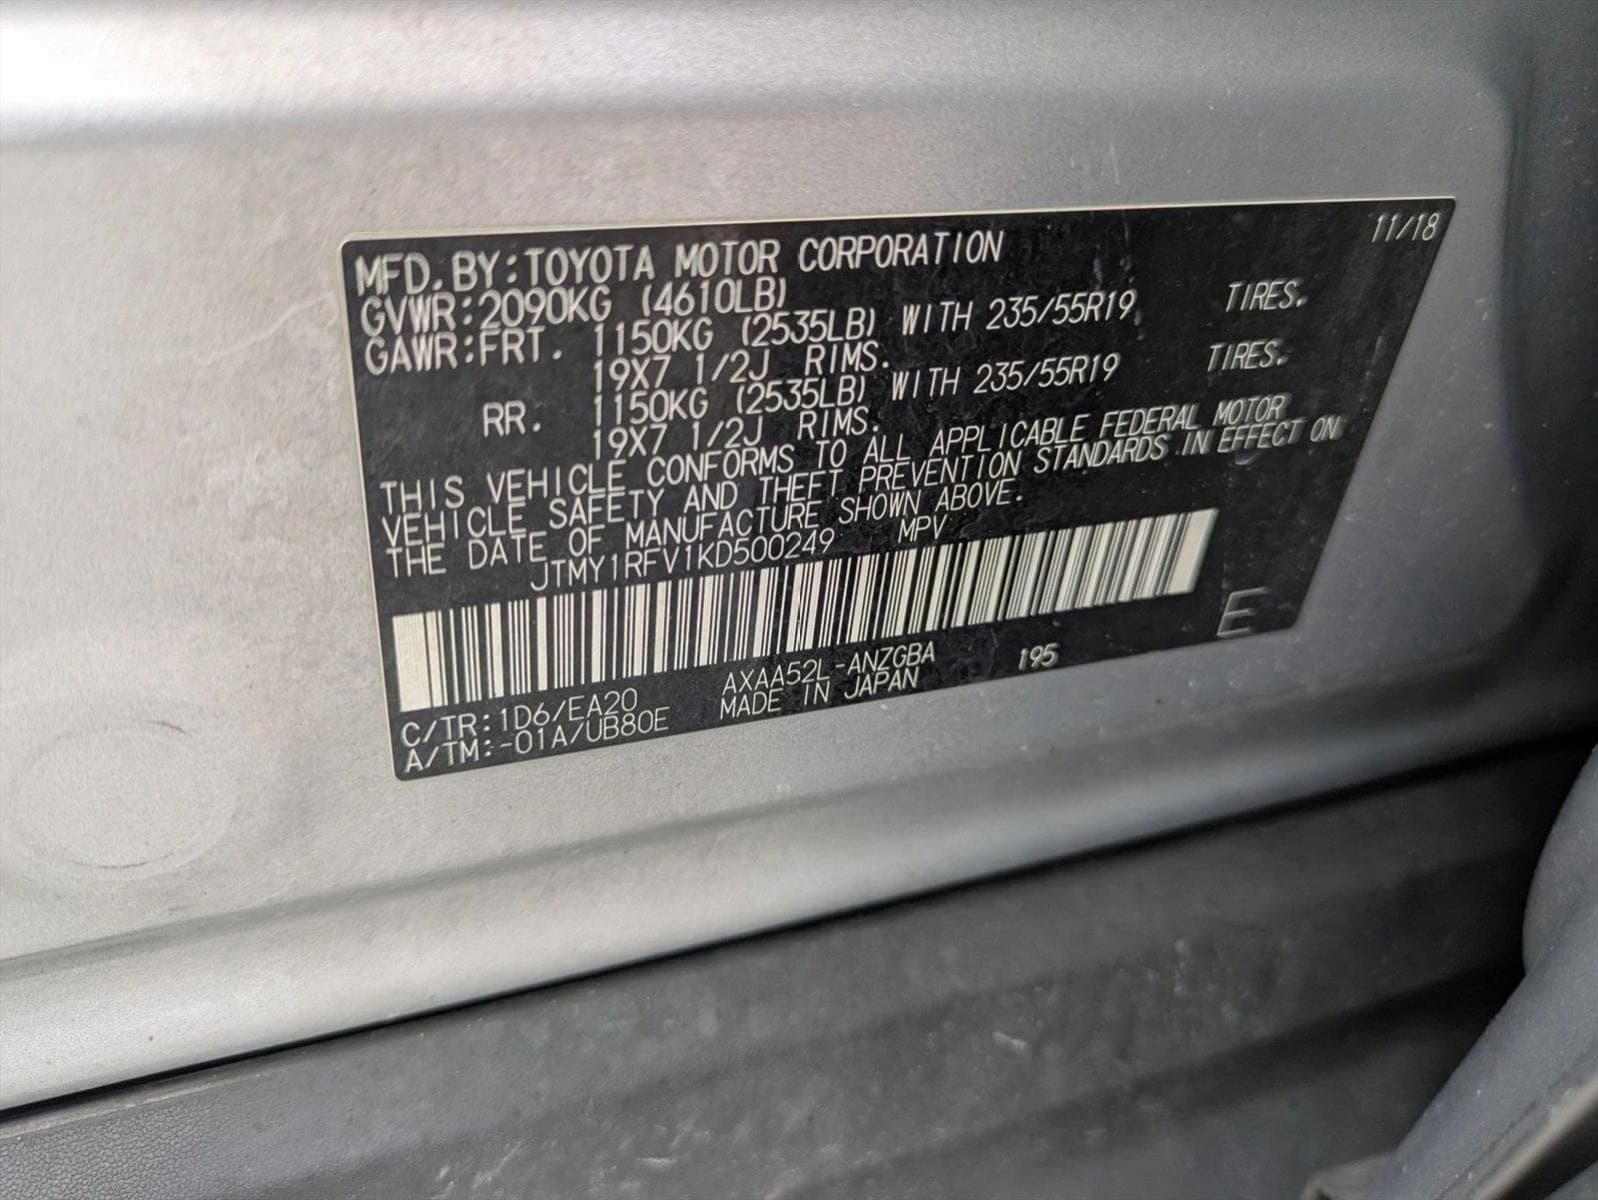 11/18
MFD. BY:TOYOTA MOTOR CORPORATION
GVWR:2090KG (4610LB)
GAWR:FRT. 1150KG (2535LB) WITH 235/55R19 TIRES.
19X7 1/2J RIMS.
RR. 1150KG (2535LB) WITH 235/55R19 TIRES.
19X7 1/2J RIMS.
THIS VEHICLE CONFORMS TO ALL APPLICABLE FEDERAL MOTOR
VEHICLE SAFETY AND THEFT PREVENTION STANDARDS IN EFFECT ON
THE DATE OF MANUFACTURE SHOWN ABOVE.
JTMY1RFV1KD500249 MPV
E
C/TR:1D6/EA20 AXAA52L-ANZGBA 195
A/TM:-01A/UB80E MADE IN JAPAN